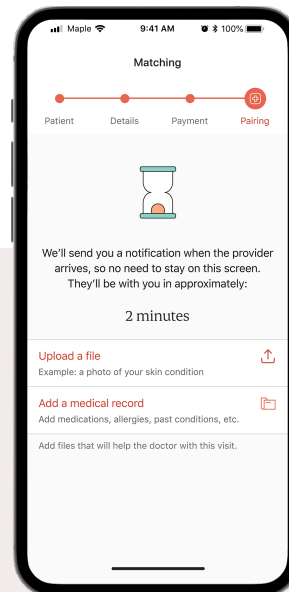 Maple 9:41 AM 100%
Matching
Patient Details Payment Pairing
We'll send you a notification when the provider
arrives, so no need to stay on this screen.
They'll be with you in approximately:
2 minutes
Upload a file
Example: a photo of your skin condition
Add a medical record
Add medications, allergies, past conditions, etc.
Add files that will help the doctor with this visit.